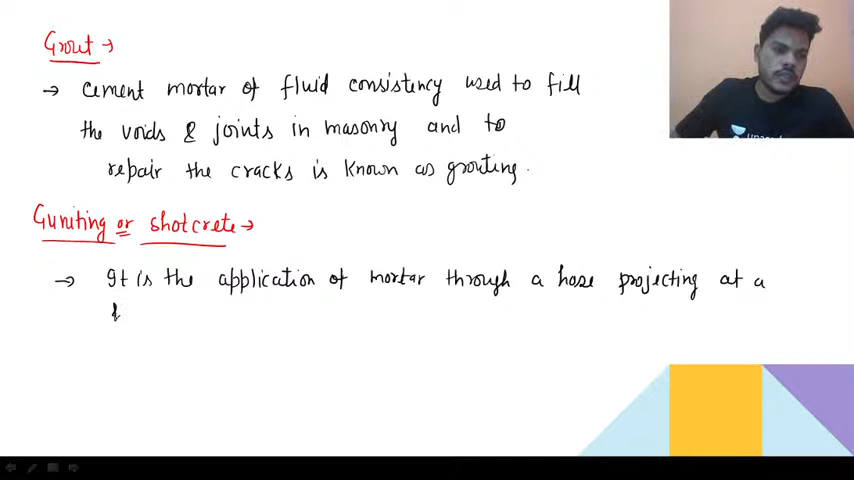 Grout →
→ cement mortar of fluid consistency used to fill
the voids & joints in masonry and to
repair the cracks is known as grouting.
Guniting or shotcrete →
→ It is the application of mortar through a hose projecting at a